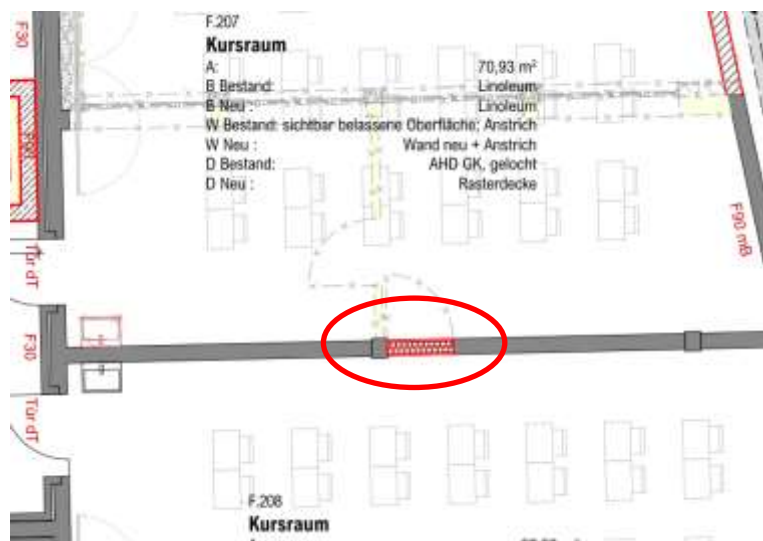 F30
F.207
Kursraum
A: 70,93 m²
B Bestand: Linoleum
B Neu : Linoleum
W Bestand: sichtbar belassene Oberfläche; Anstrich
W Neu : Wand neu + Anstrich
D Bestand: AHD GK, gelocht
D Neu : Rasterdecke
F90
F90 mB
Tür dT
F30
Tür dT
F.208
Kursraum